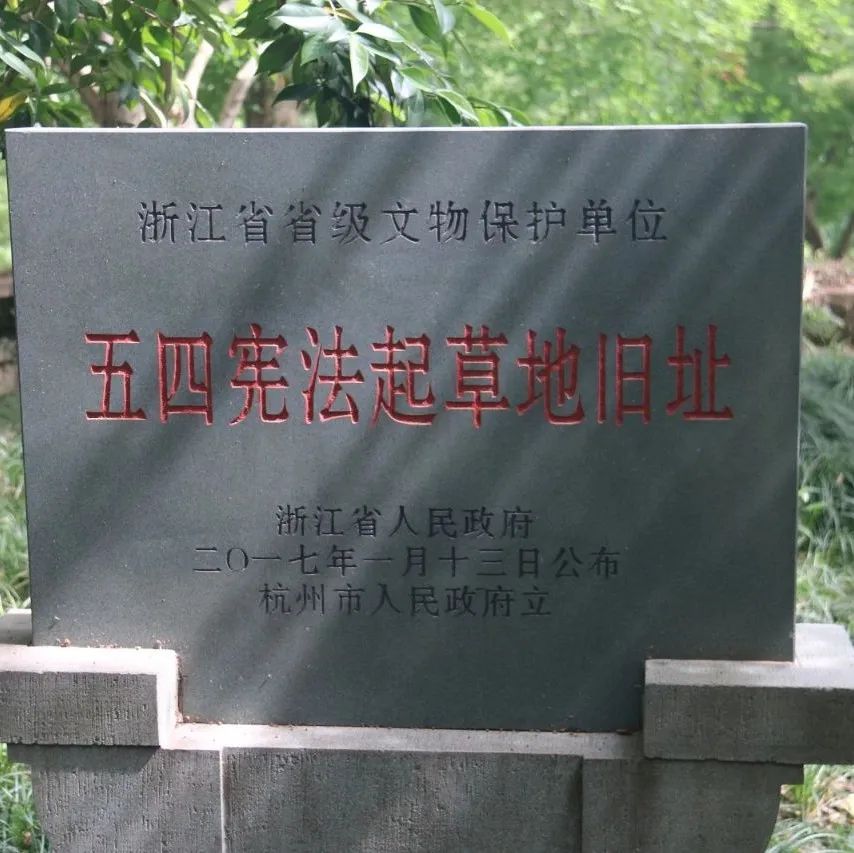 浙江省省级文物保护单位
五四宪法起草地旧址
浙江省人民政府
二〇一七年一月十三日公布
杭州市人民政府立